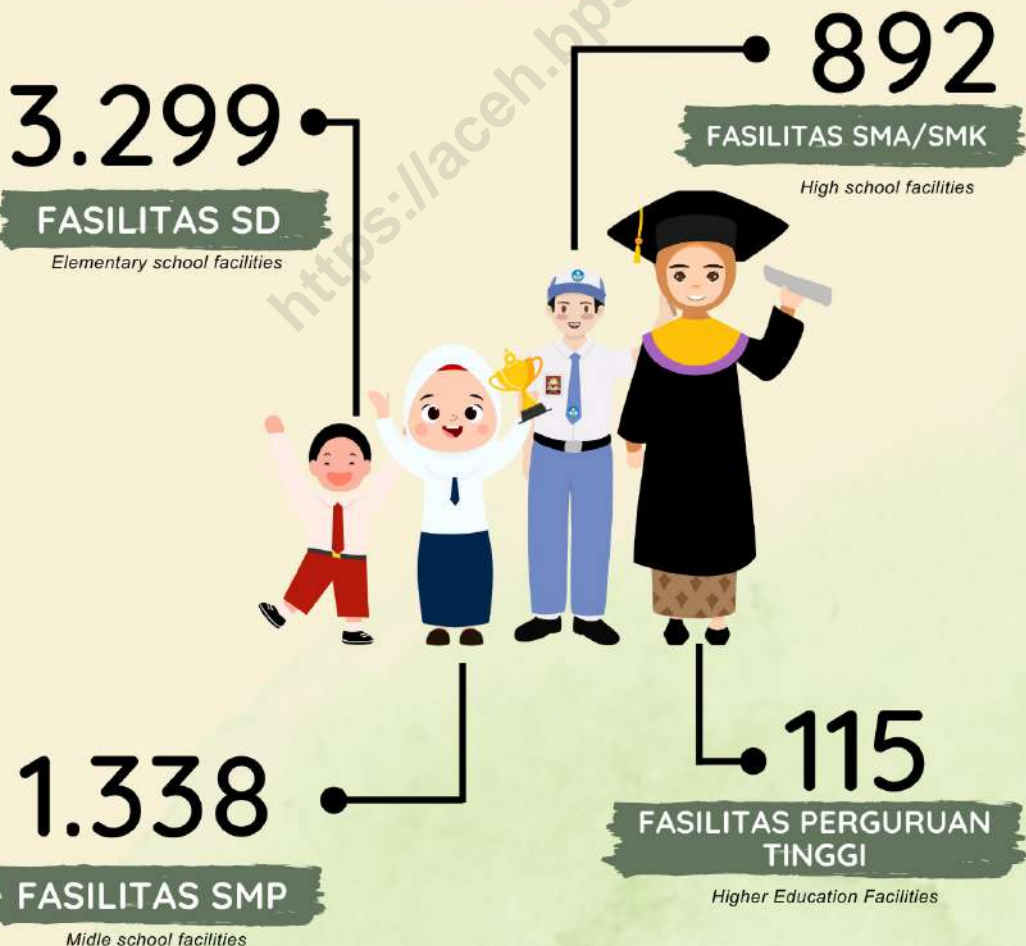 3.299
FASILITAS SD
Elementary school facilities
892
FASILITAS SMA/SMK
High school facilities
https://aceh.bps
1.338
FASILITAS SMP
Midle school facilities
115
FASILITAS PERGURUAN
TINGGI
Higher Education Facilities